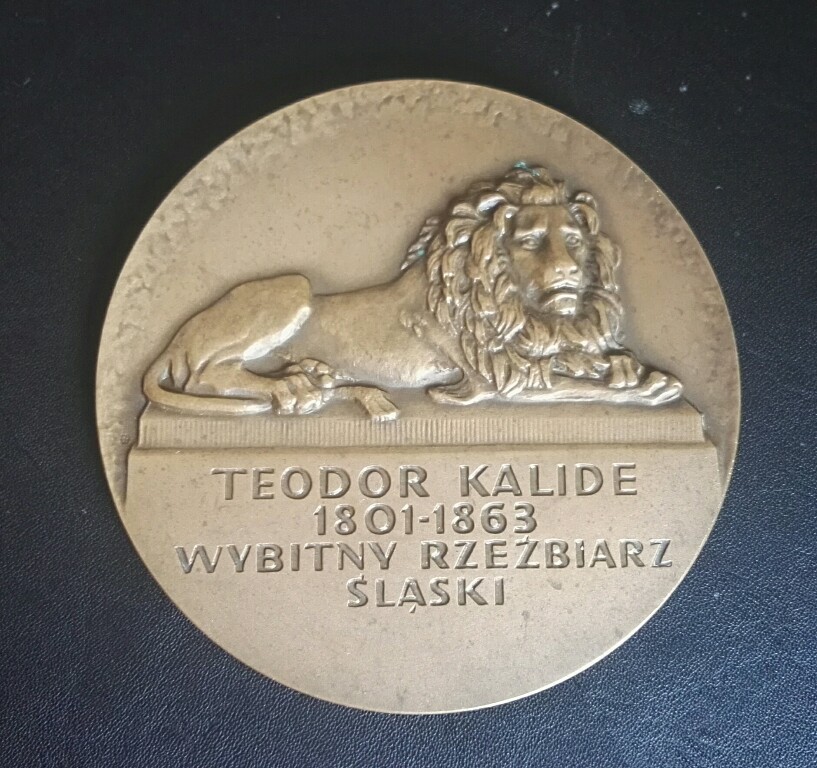 TEODOR KALIDE
1801-1863
WYBITNY RZEŹBiARZ
ŚLĄSKI